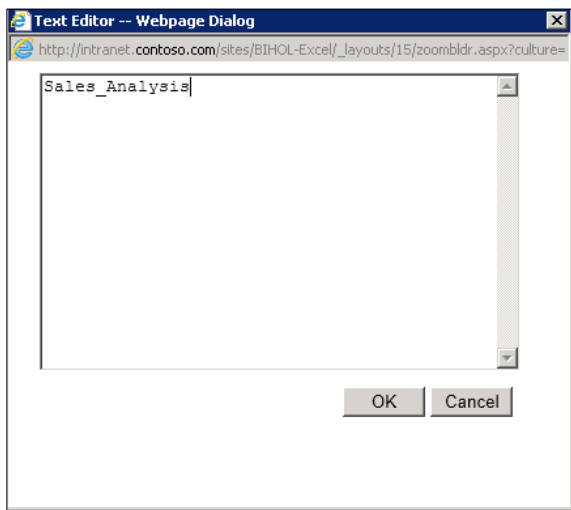 Text Editor -- Webpage Dialog
http://intranet.contoso.com/sites/BIHOL-Excel/_layouts/15/zoombldr.aspx?culture=
Sales_Analysis
OK Cancel